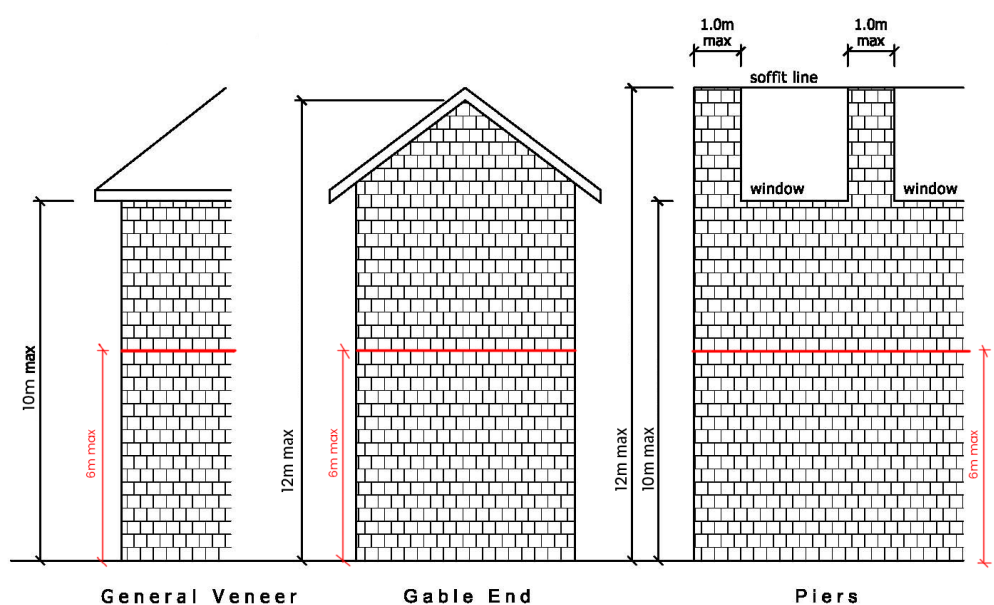 1.0m
max
1.0m
max
soffit line
window
window
10m max
6m max
12m max
6m max
12m max
10m max
6m max
General Veneer
Gable End
Piers